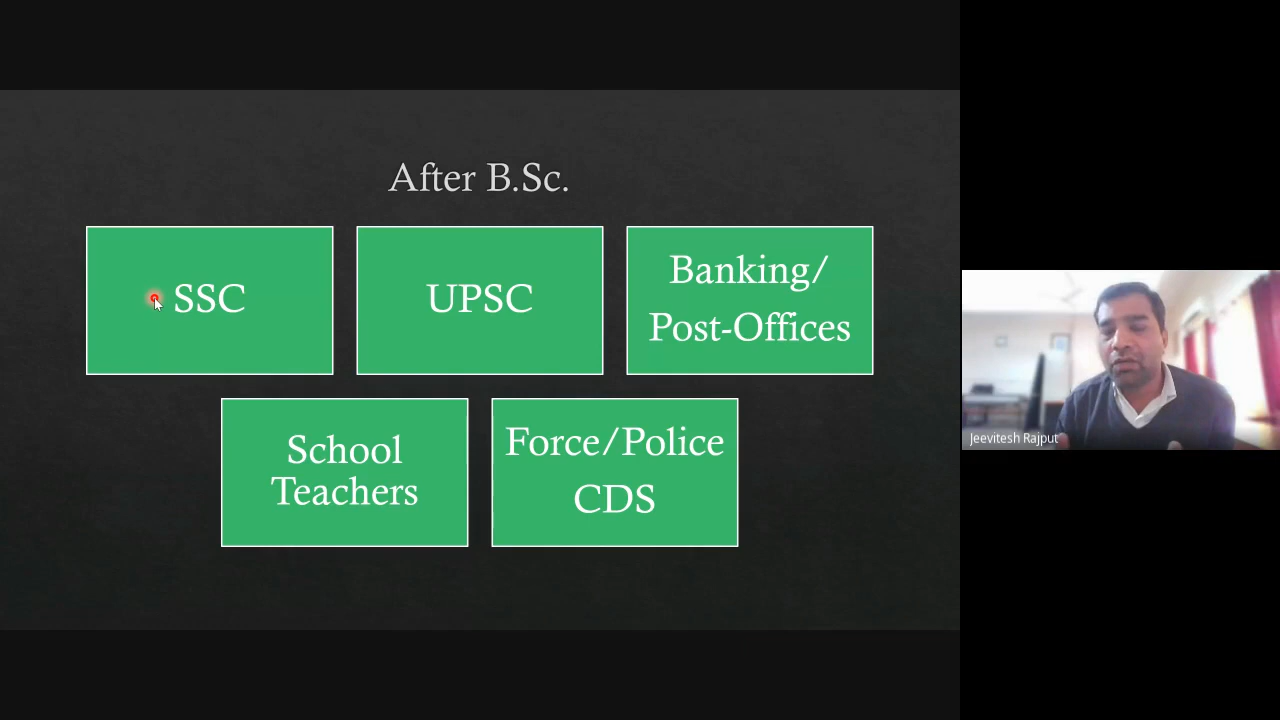 After B.Sc.
SSC
UPSC
Banking/
Post-Offices
School
Teachers
Force/Police
CDS
Jeevitesh Rajput